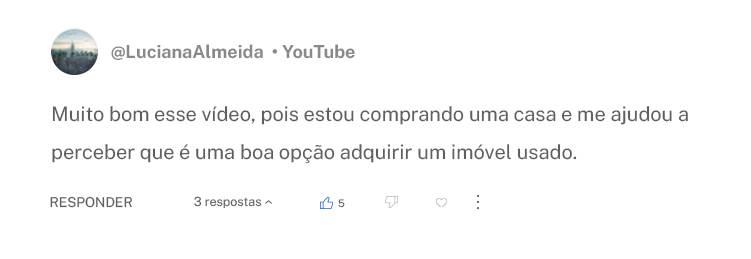 @LucianaAlmeida • YouTube
Muito bom esse vídeo, pois estou comprando uma casa e me ajudou a
perceber que é uma boa opção adquirir um imóvel usado.
RESPONDER 3 respostas 5